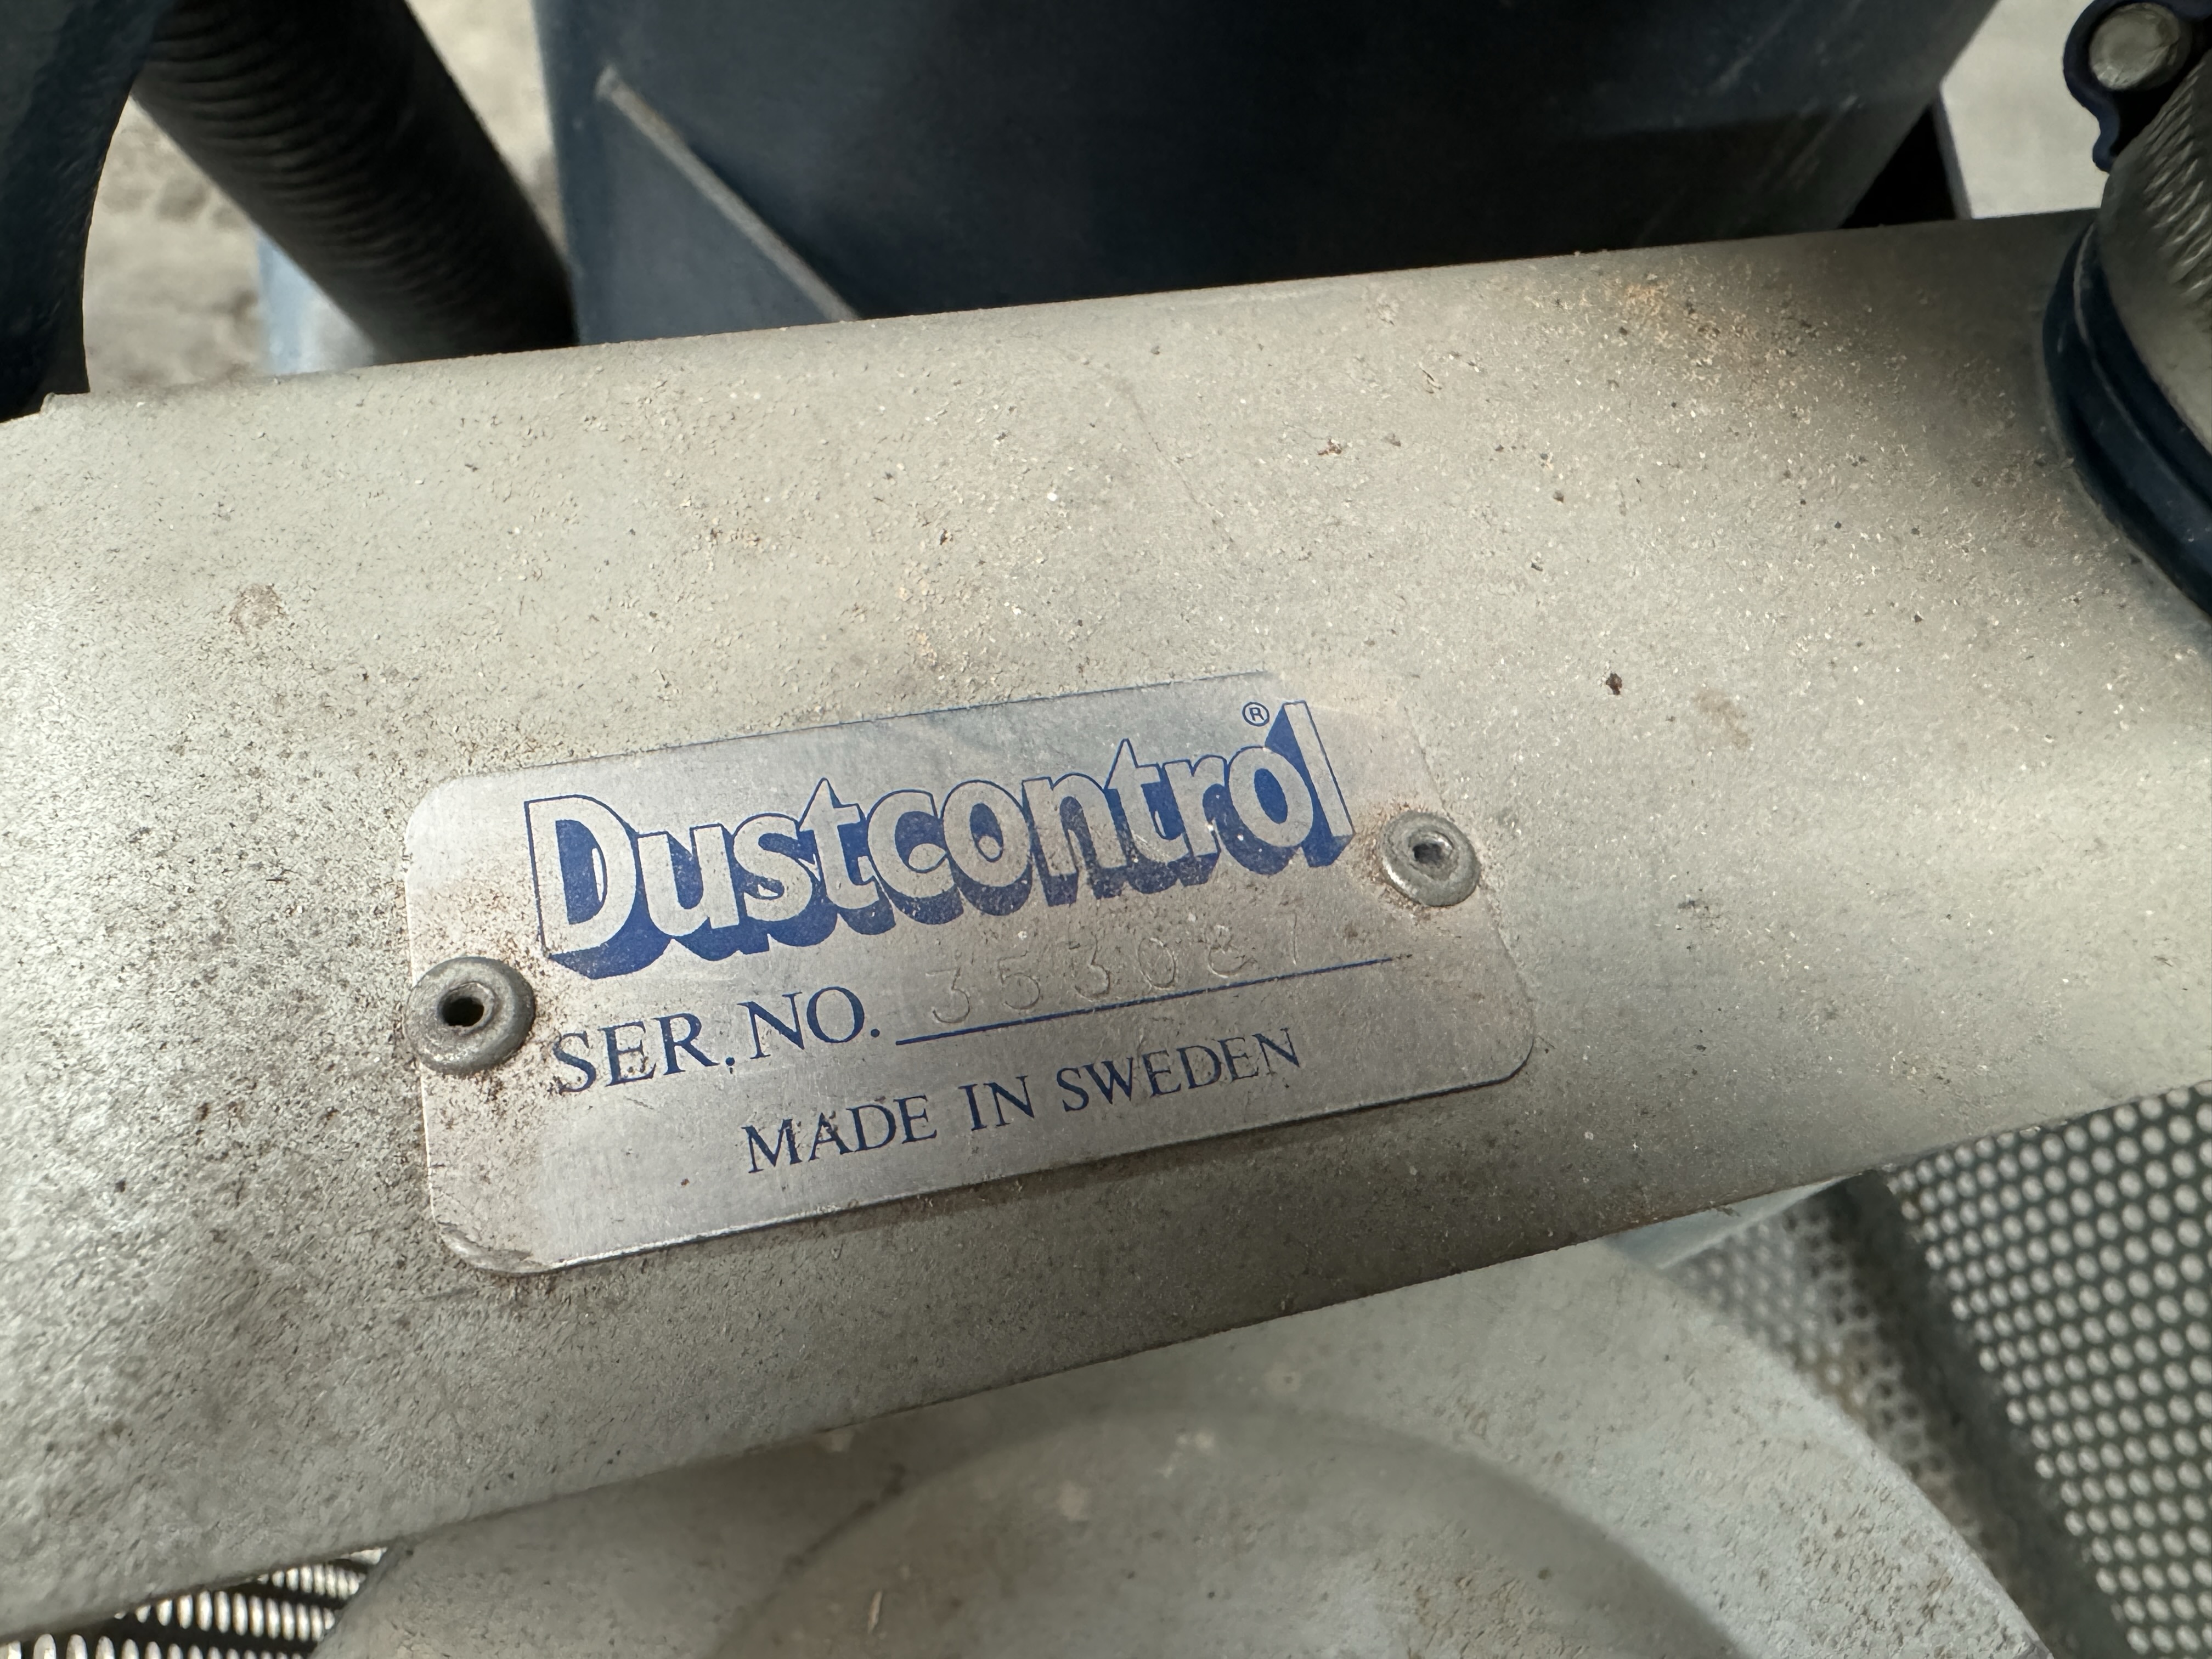 Dustcontrol®
SER. NO. 353087
MADE IN SWEDEN